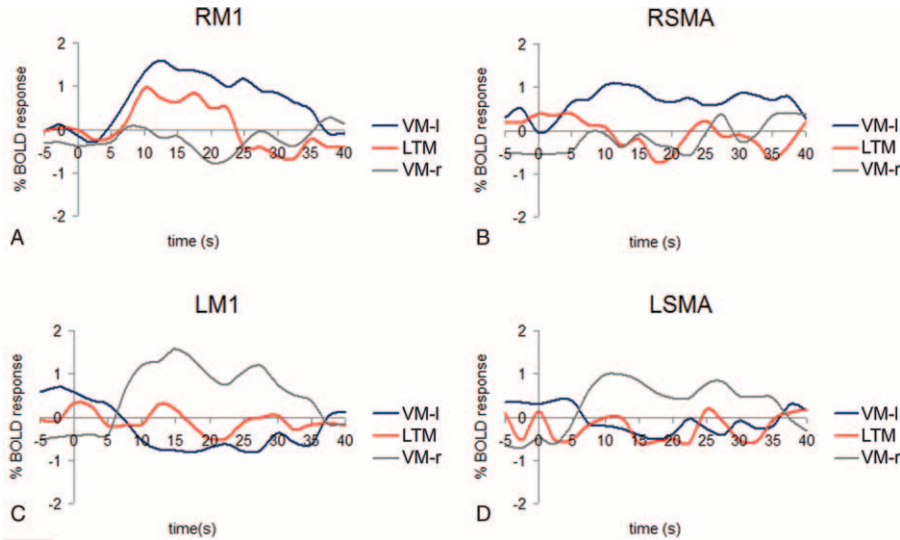 RM1
2
1
0
-1
-2
-5 0 5 10 15 20 25 30 35 40
% BOLD response
time (s)
VM-l
LTM
VM-r
A
RSMA
2
1
0
-1
-2
-5 0 5 10 15 20 25 30 35 40
% BOLD response
time (s)
VM-l
LTM
VM-r
B
LM1
2
1
0
-1
-2
-5 0 5 10 15 20 25 30 35 40
% BOLD response
time(s)
VM-l
LTM
VM-r
C
LSMA
2
1
0
-1
-2
-5 0 5 10 15 20 25 30 35 40
% BOLD response
time (s)
VM-l
LTM
VM-r
D